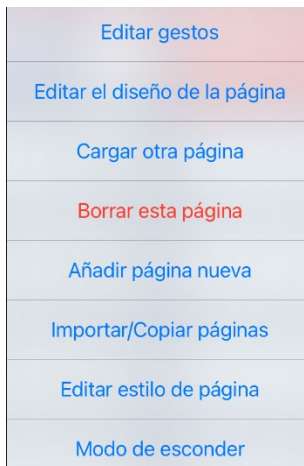 Editar gestos
Editar el diseño de la página
Cargar otra página
Borrar esta página
Añadir página nueva
Importar/Copiar páginas
Editar estilo de página
Modo de esconder